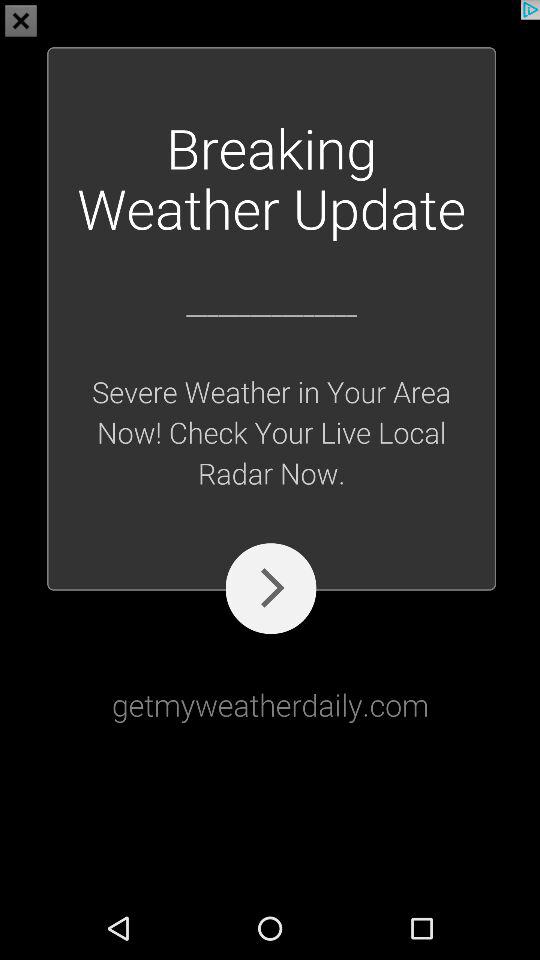 Breaking
Weather Update
Severe Weather in Your Area
Now! Check Your Live Local
Radar Now.
getmyweatherdaily.com